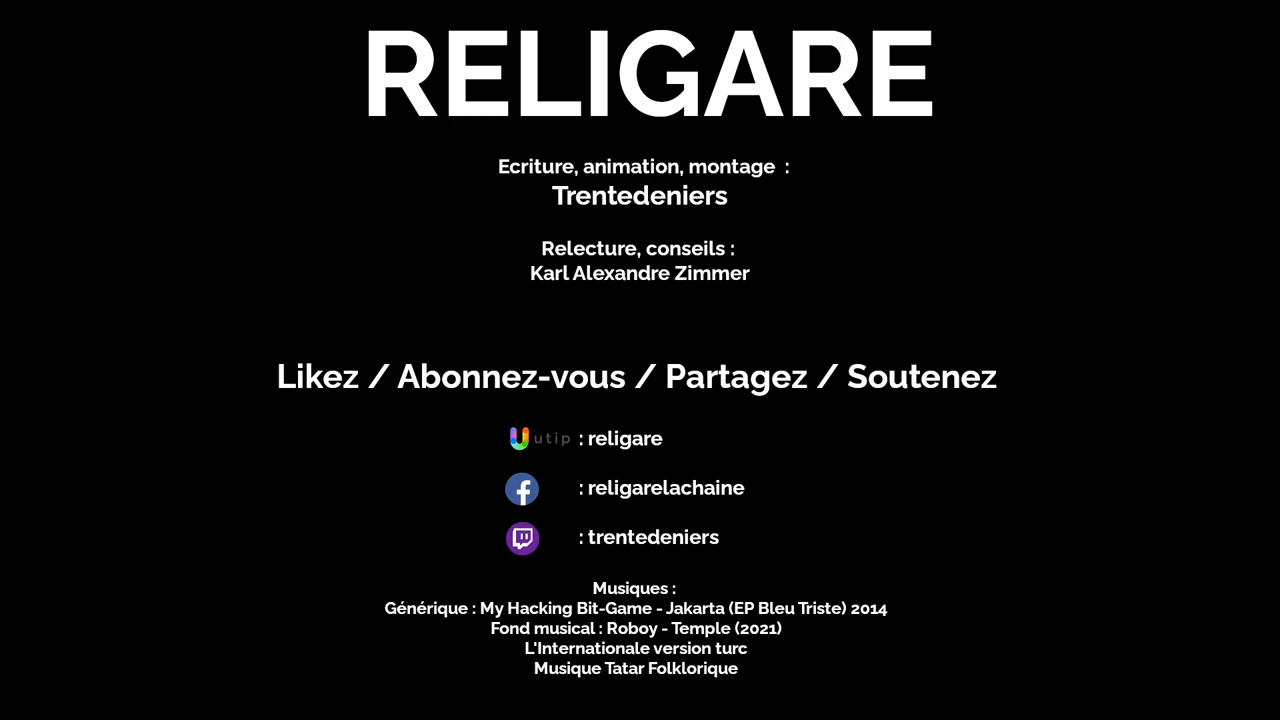 RELIGARE
Ecriture, animation, montage :
Trentedeniers
Relecture, conseils :
Karl Alexandre Zimmer
Likez / Abonnez-vous / Partagez / Soutenez
utip : religare
: religarelachaine
: trentedeniers
Musiques :
Générique : My Hacking Bit-Game - Jakarta (EP Bleu Triste) 2014
Fond musical : Roboy - Temple (2021)
L'Internationale version turc
Musique Tatar Folklorique